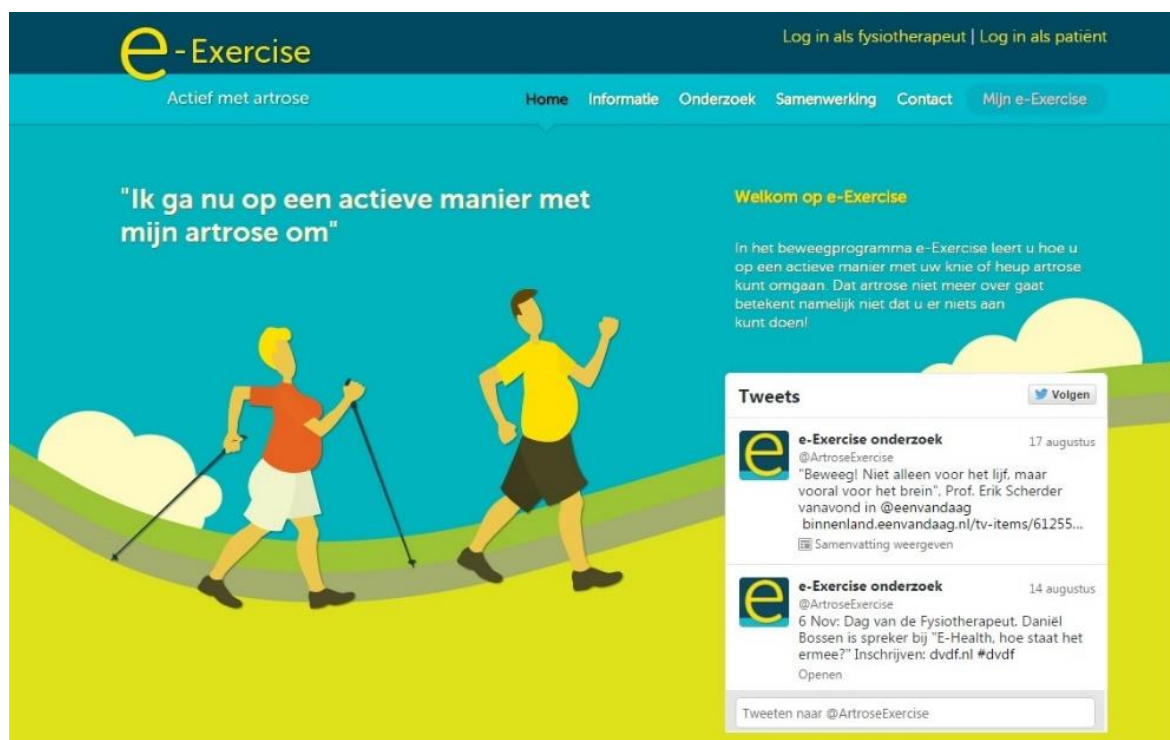 Log in als fysiotherapeut | Log in als patiënt
e-Exercise
Actief met artrose
Home Informatie Onderzoek Samenwerking Contact Mijn e-Exercise
"Ik ga nu op een actieve manier met
mijn artrose om"
Welkom op e-Exercise
In het beweegprogramma e-Exercise leert u hoe u
op een actieve manier met uw knie of heup artrose
kunt omgaan. Dat artrose niet meer over gaat
betekent namelijk niet dat u er niets aan
kunt doen!
Tweets
Volgen
e
e-Exercise onderzoek 17 augustus
@ArtroseExercise
"Beweeg! Niet alleen voor het lijf, maar
vooral voor het brein", Prof. Erik Scherder
vanavond in @eenvandaag
binnenland.eenvandaag.nl/tv-items/61255...
Samenvatting weergeven
e
e-Exercise onderzoek 14 augustus
@ArtroseExercise
6 Nov: Dag van de Fysiotherapeut. Daniël
Bossen is spreker bij "E-Health, hoe staat het
ermee?" Inschrijven: dvdf.nl #dvdf
Openen
Tweeten naar @ArtroseExercise